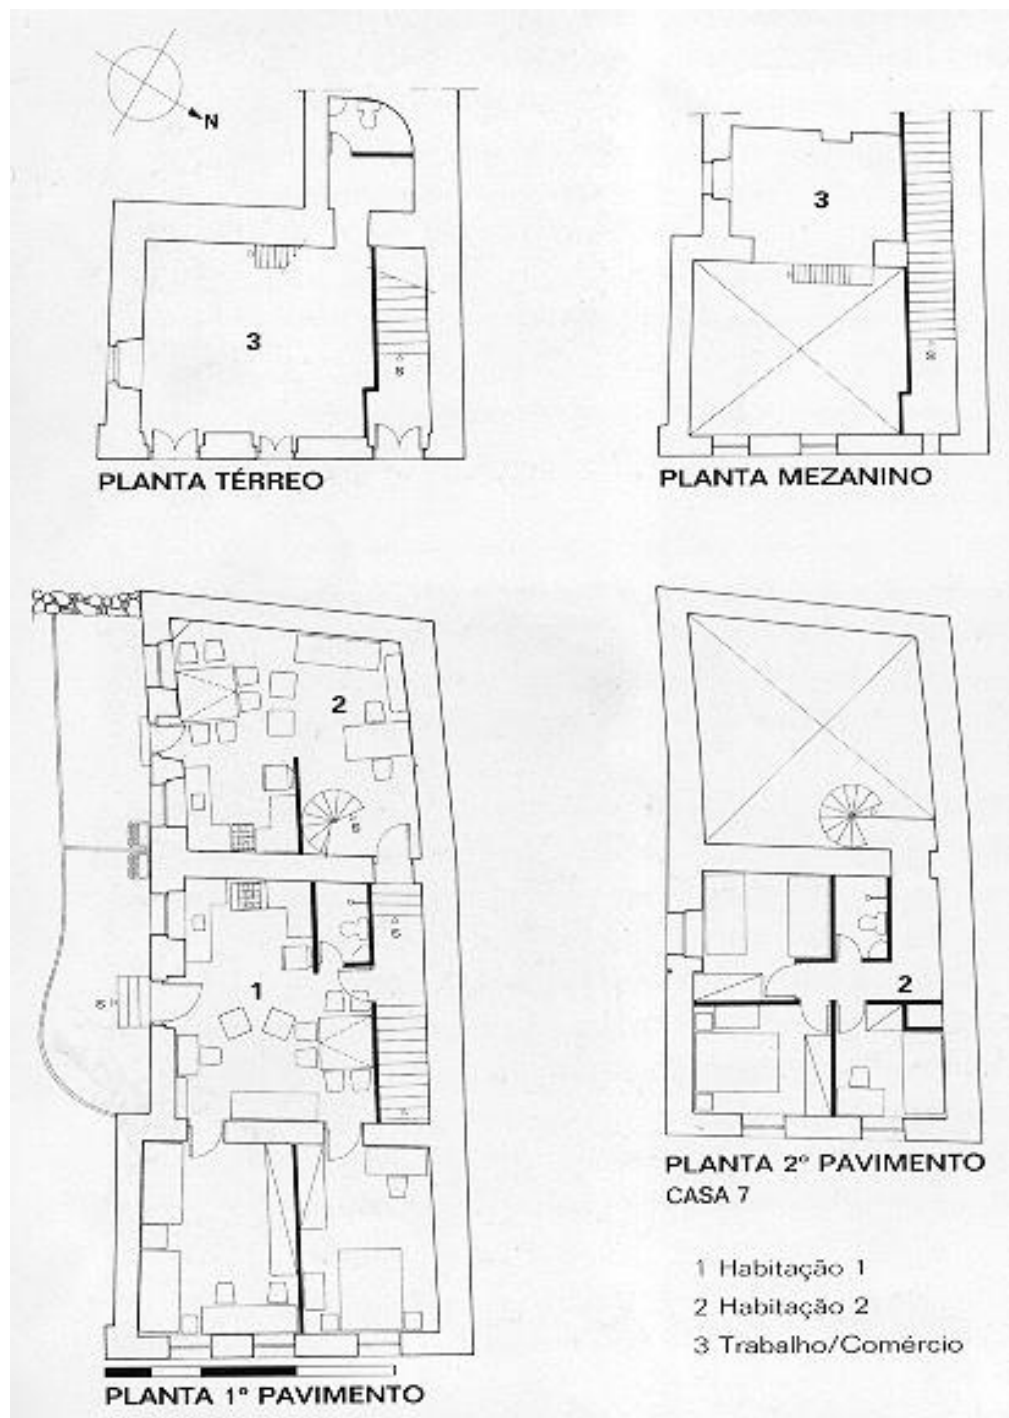 N
3
s
PLANTA TÉRREO
3
s
PLANTA MEZANINO
2
s
1
s
s
PLANTA 1º PAVIMENTO
2
PLANTA 2º PAVIMENTO
CASA 7
1 Habitação 1
2 Habitação 2
3 Trabalho/Comércio